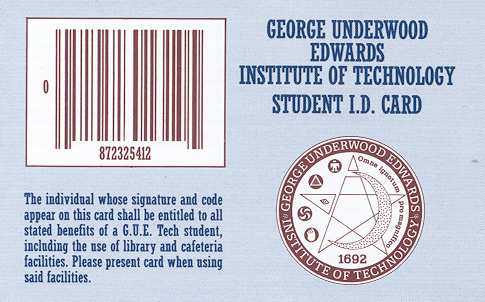 GEORGE UNDERWOOD
EDWARDS
INSTITUTE OF TECHNOLOGY
STUDENT I.D. CARD
0
872325412
The individual whose signature and code
appear on this card shall be entitled to all
stated benefits of a G.U.E. Tech student,
including the use of library and cafeteria
facilities. Please present card when using
said facilities.
GEORGE UNDERWOOD EDWARDS
INSTITUTE OF TECHNOLOGY
Omne ignotum pro magnifico
1692